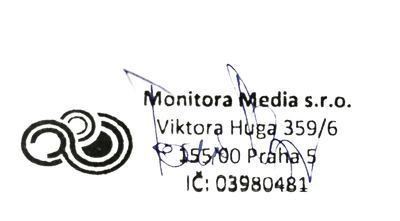 Monitora Media s.r.o.
Viktora Huga 359/6
155 00 Praha 5
IČ: 03980481